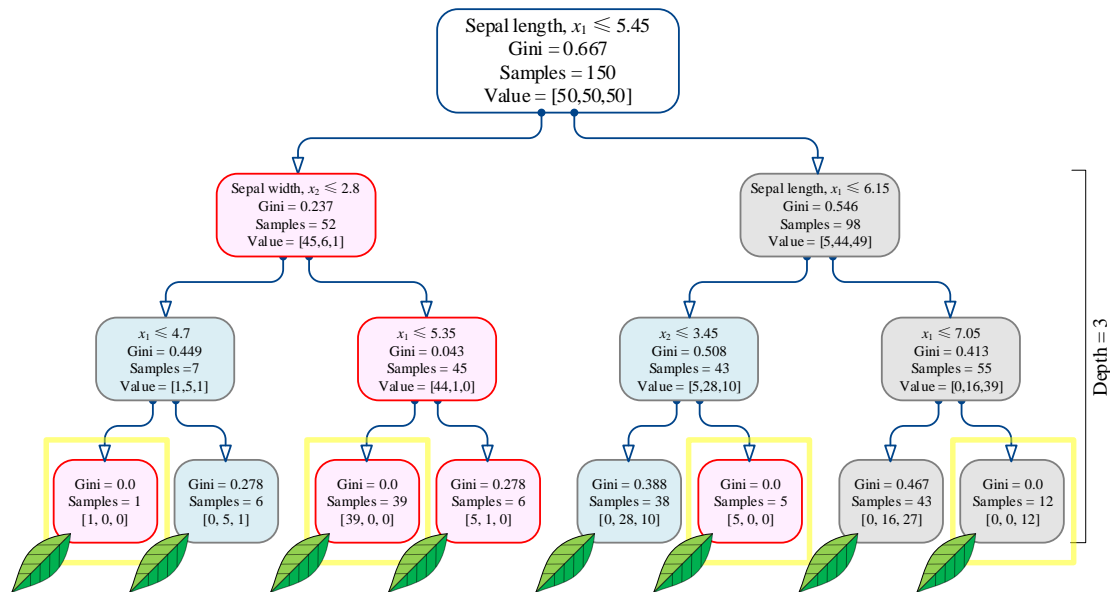 Sepal length, x₁ ⩽ 5.45
Gini = 0.667
Samples = 150
Value = [50,50,50]
Sepal width, x₂ ⩽ 2.8
Gini = 0.237
Samples = 52
Value = [45,6,1]
Sepal length, x₁ ⩽ 6.15
Gini = 0.546
Samples = 98
Value = [5,44,49]
x₁ ⩽ 4.7
Gini = 0.449
Samples =7
Value = [1,5,1]
x₁ ⩽ 5.35
Gini = 0.043
Samples = 45
Value = [44,1,0]
x₂ ⩽ 3.45
Gini = 0.508
Samples = 43
Value = [5,28,10]
x₁ ⩽ 7.05
Gini = 0.413
Samples = 55
Value = [0,16,39]
Depth = 3
Gini = 0.0
Samples = 1
[1, 0, 0]
Gini = 0.278
Samples = 6
[0, 5, 1]
Gini = 0.0
Samples = 39
[39, 0, 0]
Gini = 0.278
Samples = 6
[5, 1, 0]
Gini = 0.388
Samples = 38
[0, 28, 10]
Gini = 0.0
Samples = 5
[5, 0, 0]
Gini = 0.467
Samples = 43
[0, 16, 27]
Gini = 0.0
Samples = 12
[0, 0, 12]